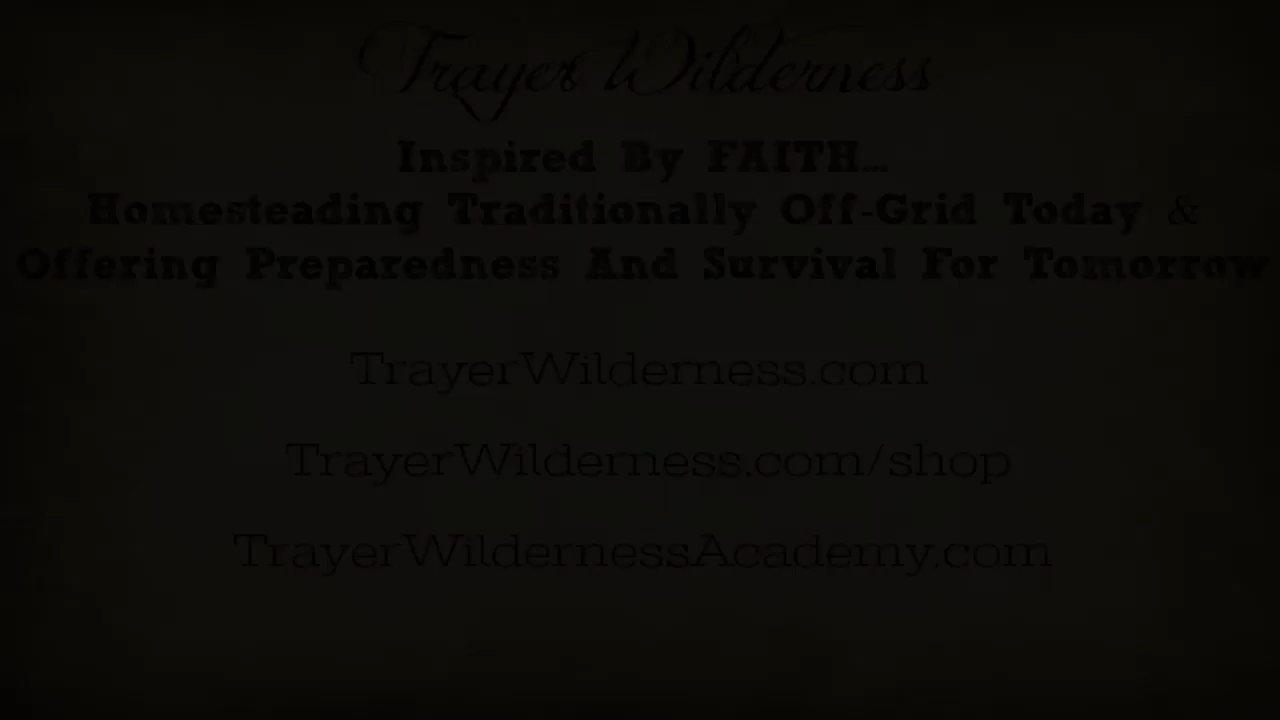 Trayer Wilderness
Inspired By FAITH...
Homesteading Traditionally Off-Grid Today &
Offering Preparedness And Survival For Tomorrow
TrayerWilderness.com
TrayerWilderness.com/shop
TrayerWildernessAcademy.com